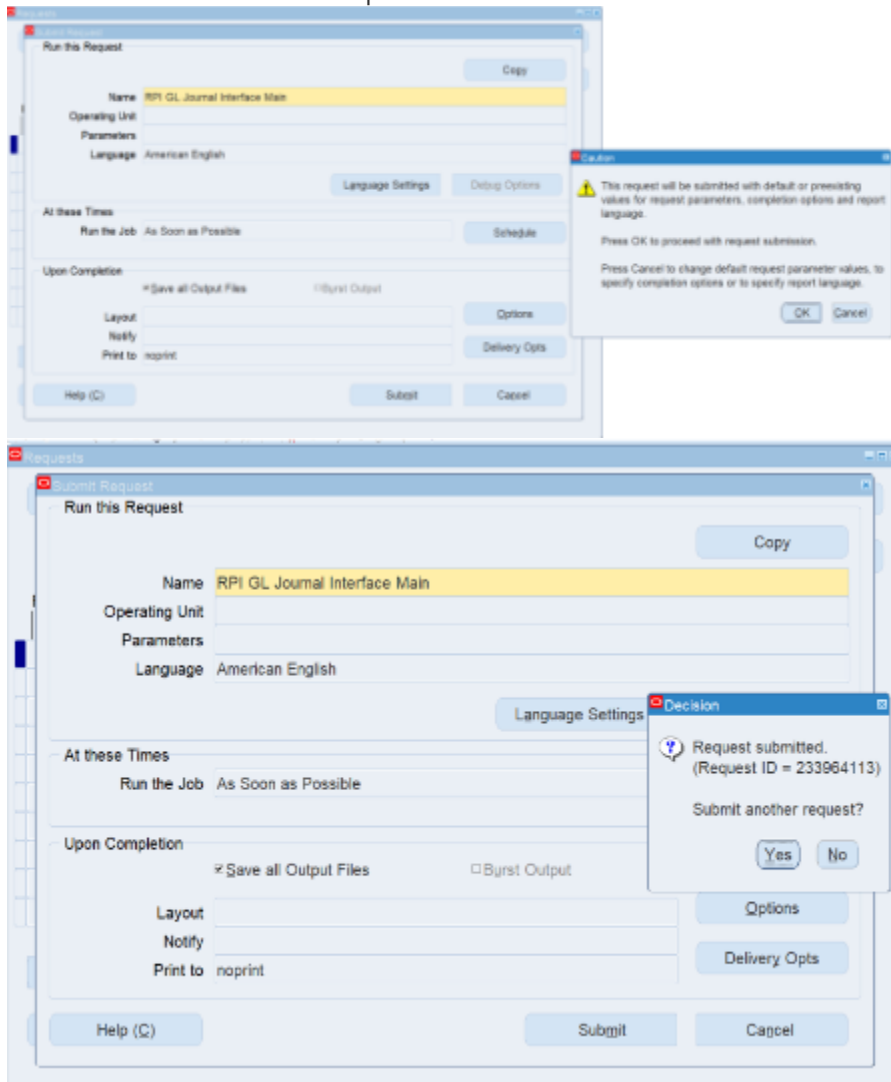 Requests
Submit Request
Run this Request
Copy
Name RPI GL Journal Interface Main
Operating Unit
Parameters
Language American English
Language Settings Debug Options
At these Times
Run the Job As Soon as Possible
Schedule
Upon Completion
Save all Output Files Burst Output
Layout
Options
Notify
Print to noprint
Delivery Opts
Help (C) Submit Cancel
Caution
This request will be submitted with default or preexisting
values for request parameters, completion options and report
language.
Press OK to proceed with request submission.
Press Cancel to change default request parameter values, to
specify completion options or to specify report language.
OK Cancel
Requests
Submit Request
Run this Request
Copy
Name RPI GL Journal Interface Main
Operating Unit
Parameters
Language American English
Language Settings
At these Times
Run the Job As Soon as Possible
Upon Completion
Save all Output Files Burst Output
Layout
Options
Notify
Print to noprint
Delivery Opts
Help (C) Submit Cancel
Decision
Request submitted.
(Request ID = 233964113)
Submit another request?
Yes No